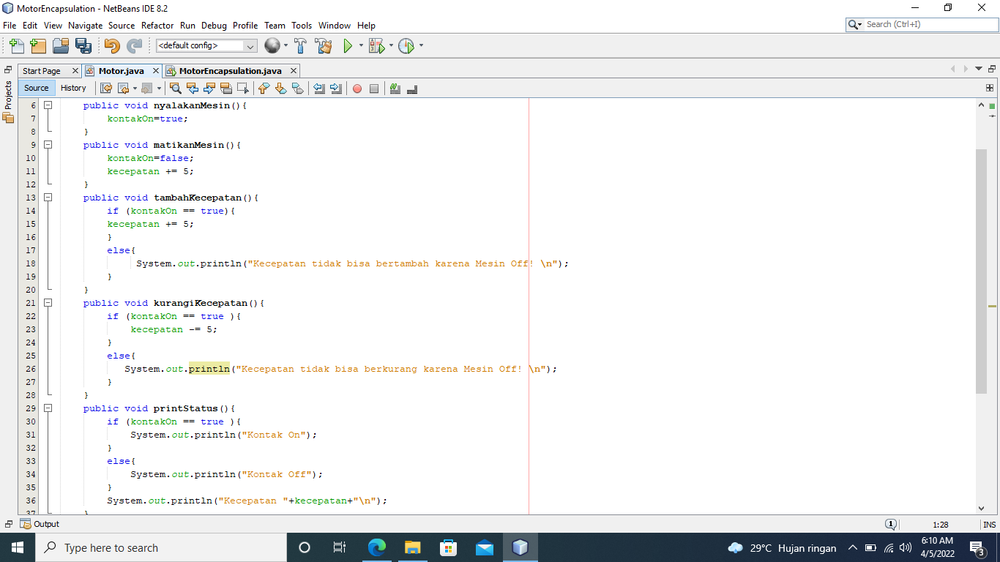 MotorEncapsulation - NetBeans IDE 8.2
File Edit View Navigate Source Refactor Run Debug Profile Team Tools Window Help
Search (Ctrl+I)
<default config>
Projects
Start Page Motor.java MotorEncapsulation.java
Source History
6 public void nyalakanMesin(){
7 kontakOn=true;
8 }
9 public void matikanMesin(){
10 kontakOn=false;
11 kecepatan += 5;
12 }
13 public void tambahKecepatan(){
14 if (kontakOn == true){
15 kecepatan += 5;
16 }
17 else{
18 System.out.println("Kecepatan tidak bisa bertambah karena Mesin Off! \n");
19 }
20 }
21 public void kurangiKecepatan(){
22 if (kontakOn == true ){
23 kecepatan -= 5;
24 }
25 else{
26 System.out.println("Kecepatan tidak bisa berkurang karena Mesin Off! \n");
27 }
28 }
29 public void printStatus(){
30 if (kontakOn == true ){
31 System.out.println("Kontak On");
32 }
33 else{
34 System.out.println("Kontak Off");
35 }
36 System.out.println("Kecepatan "+kecepatan+"\n");
37 }
Output
1
1:28
INS
Type here to search
29°C Hujan ringan
6:10 AM
4/5/2022
3